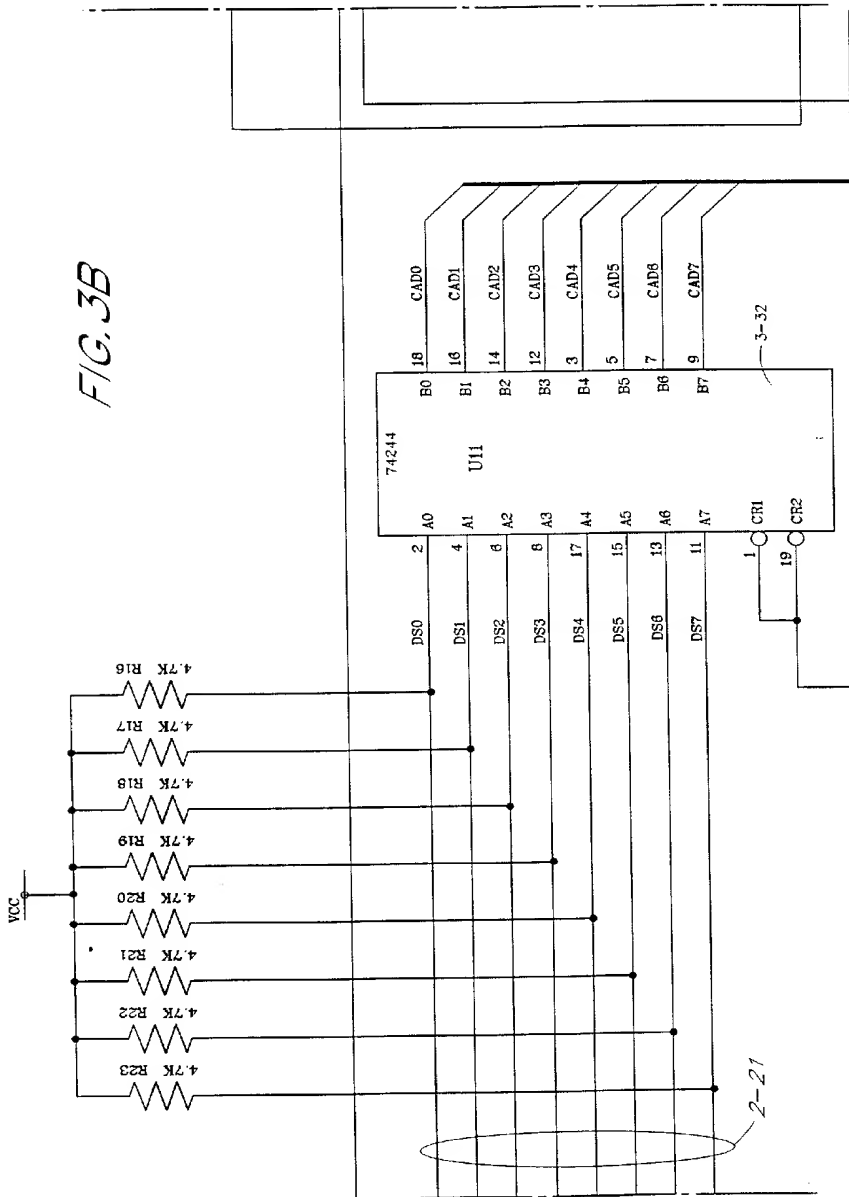 FIG. 3B
VCC
R23 4.7K
R22 4.7K
R21 4.7K
R20 4.7K
R19 4.7K
R18 4.7K
R17 4.7K
R16 4.7K
74244
U11
DS0 2 A0 B0 18 CAD0
DS1 4 A1 B1 16 CAD1
DS2 6 A2 B2 14 CAD2
DS3 8 A3 B3 12 CAD3
DS4 17 A4 B4 3 CAD4
DS5 15 A5 B5 5 CAD5
DS6 13 A6 B6 7 CAD6
DS7 11 A7 B7 9 CAD7
1 CR1
19 CR2
3-32
2-21